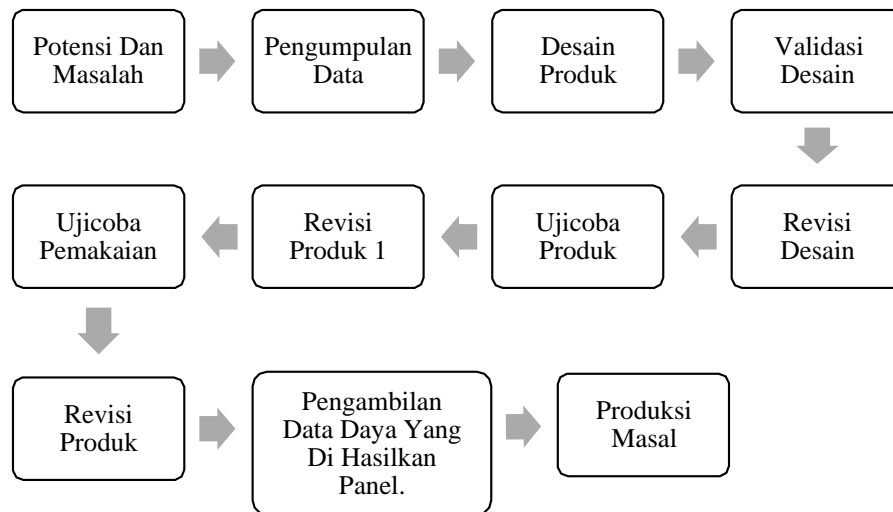 Potensi Dan
Masalah
Pengumpulan
Data
Desain
Produk
Validasi
Desain
Ujicoba
Pemakaian
Revisi
Produk 1
Ujicoba
Produk
Revisi
Desain
Revisi
Produk
Pengambilan
Data Daya Yang
Di Hasilkan
Panel.
Produksi
Masal